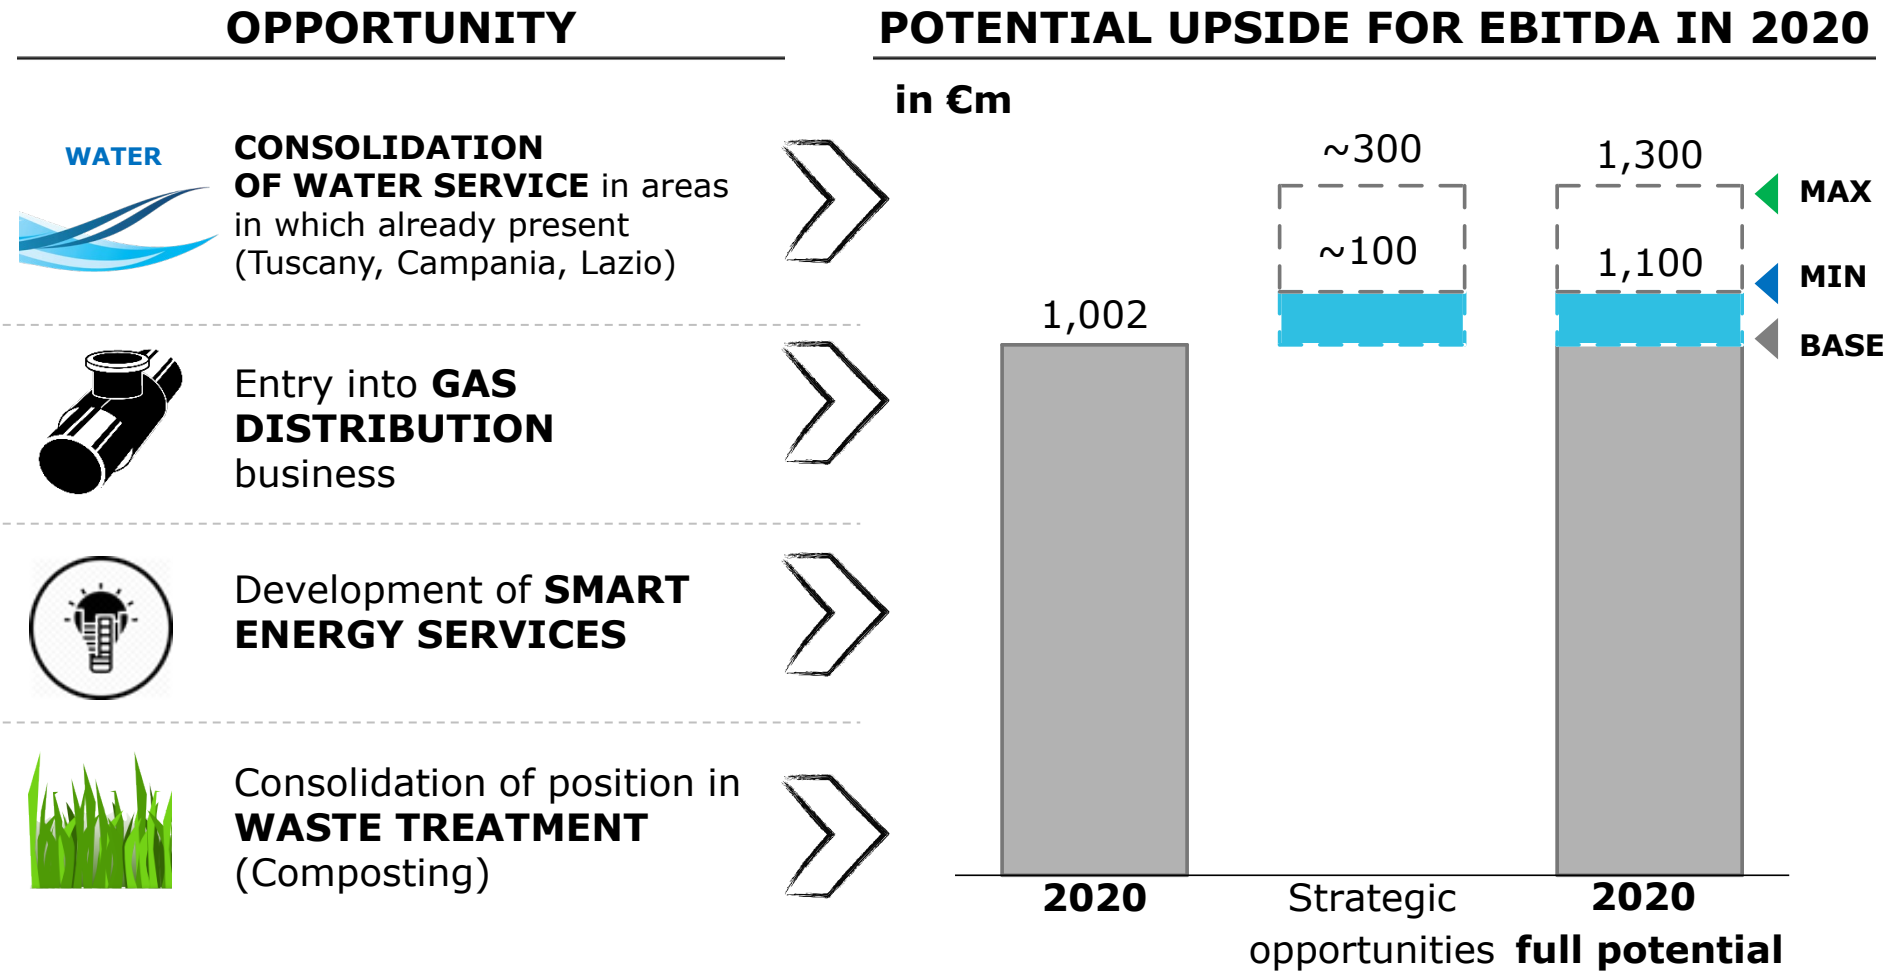 OPPORTUNITY
WATER
CONSOLIDATION
OF WATER SERVICE in areas
in which already present
(Tuscany, Campania, Lazio)
Entry into GAS
DISTRIBUTION
business
Development of SMART
ENERGY SERVICES
Consolidation of position in
WASTE TREATMENT
(Composting)
POTENTIAL UPSIDE FOR EBITDA IN 2020
in €m
~300
1,300
MAX
~100
1,100
MIN
1,002
BASE
2020
Strategic
opportunities
2020
full potential